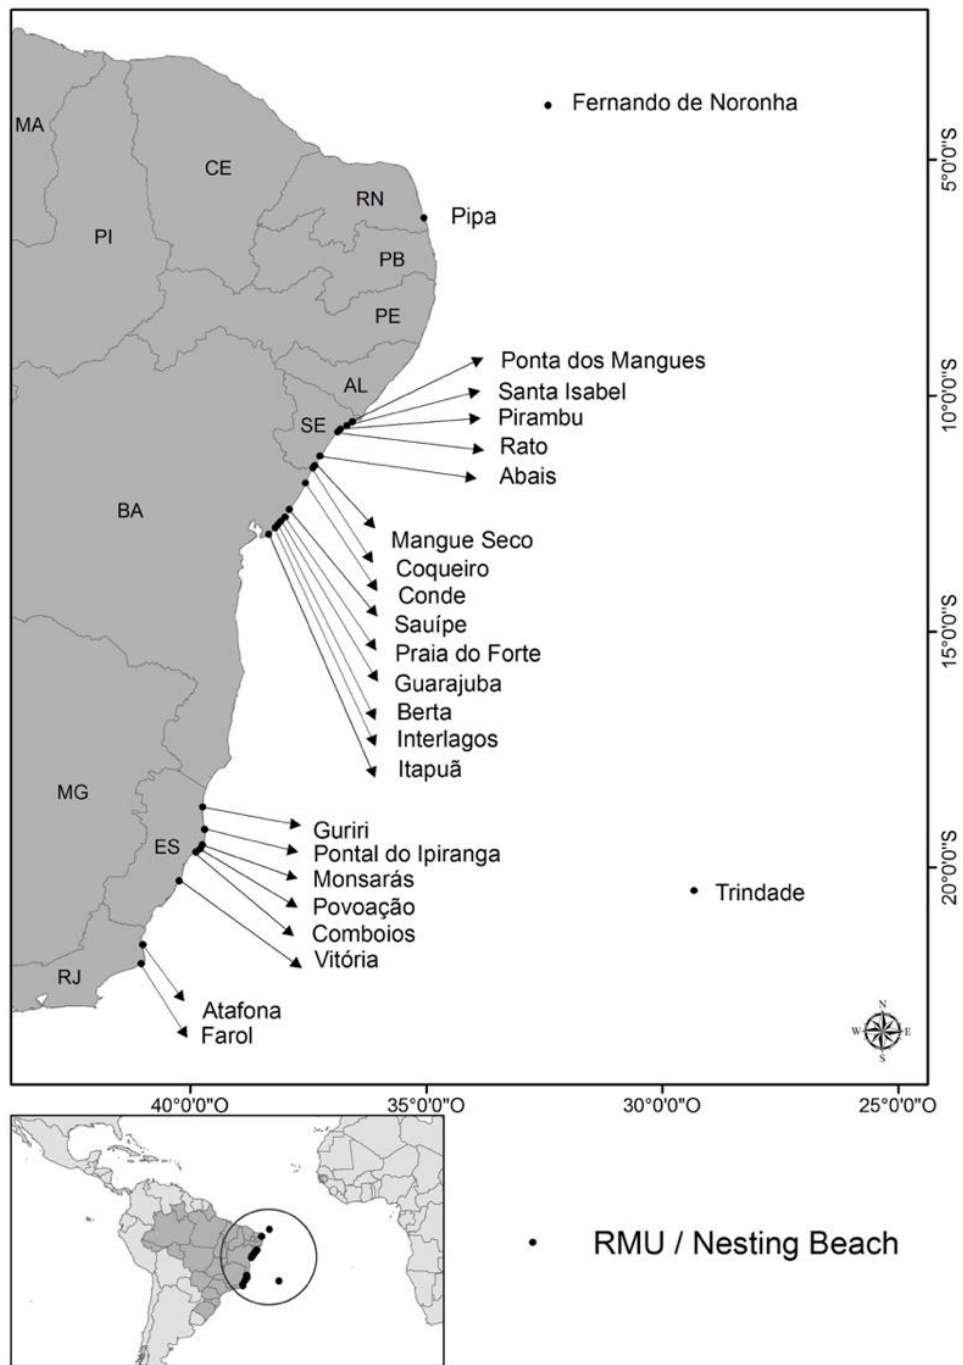 Fernando de Noronha
MA
CE
5°0'0"S
RN
Pipa
PI
PB
PE
Ponta dos Mangues
AL
Santa Isabel
10°0'0"S
Pirambu
SE
Rato
Abais
BA
Mangue Seco
Coqueiro
Conde
Sauípe
15°0'0"S
Praia do Forte
Guarajuba
Berta
Interlagos
Itapuã
MG
Guriri
ES
Pontal do Ipiranga
20°0'0"S
Monsarás
Trindade
Povoação
Comboios
Vitória
RJ
Atafona
Farol
N
W E
S
40°0'0"O 35°0'0"O 30°0'0"O 25°0'0"O
RMU / Nesting Beach